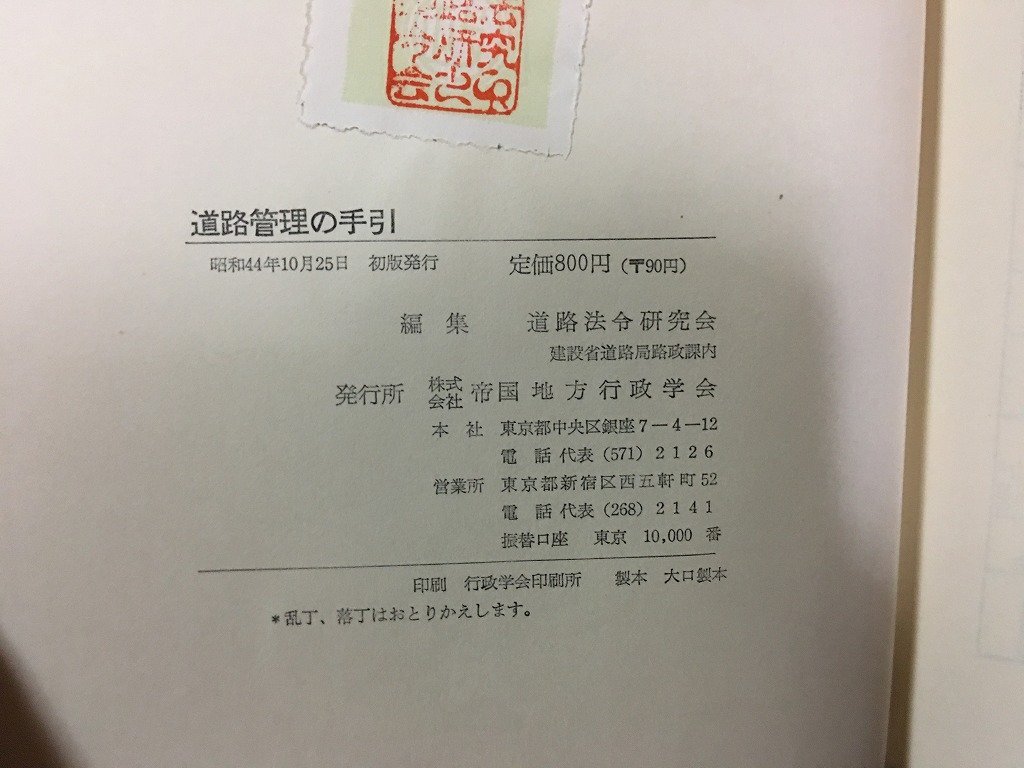 道路管理の手引
昭和44年10月25日 初版発行 定価800円(〒90円)
編集 道路法令研究会
建設省道路局路政課内
発行所 株式会社 帝国地方行政学会
本社 東京都中央区銀座7-4-12
電話 代表(571)2126
営業所 東京都新宿区西五軒町52
電話 代表(268)2141
振替口座 東京 10,000 番
印刷 行政学会印刷所 製本 大口製本
*乱丁、落丁はおとりかえします。